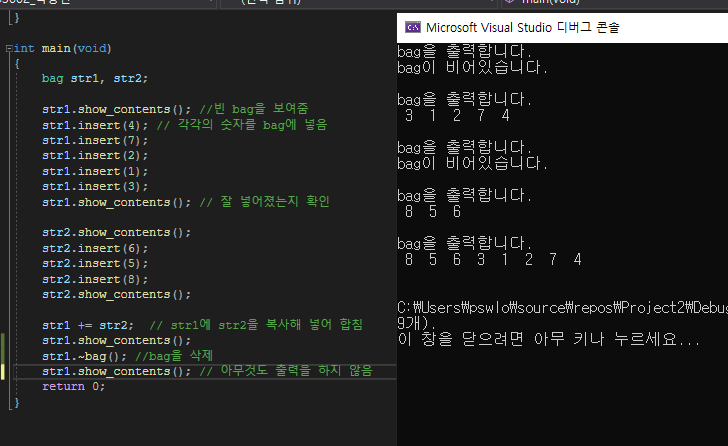 }
int main(void)
{
bag str1, str2;
str1.show_contents(); //빈 bag을 보여줌
str1.insert(4); // 각각의 숫자를 bag에 넣음
str1.insert(7);
str1.insert(2);
str1.insert(1);
str1.insert(3);
str1.show_contents(); // 잘 넣어졌는지 확인
str2.show_contents();
str2.insert(6);
str2.insert(5);
str2.insert(8);
str2.show_contents();
str1 += str2;  // str1에 str2을 복사해 넣어 합침
str1.show_contents();
str1.~bag(); //bag을 삭제
str1.show_contents(); // 아무것도 출력을 하지 않음
return 0;
}
Microsoft Visual Studio 디버그 콘솔
bag을 출력합니다.
bag이 비어있습니다.
bag을 출력합니다.
3 1 2 7 4
bag을 출력합니다.
bag이 비어있습니다.
bag을 출력합니다.
8 5 6
bag을 출력합니다.
8 5 6 3 1 2 7 4
C:₩Users₩pswlo₩source₩repos₩Project2₩Debug
9개).
이 창을 닫으려면 아무 키나 누르세요...